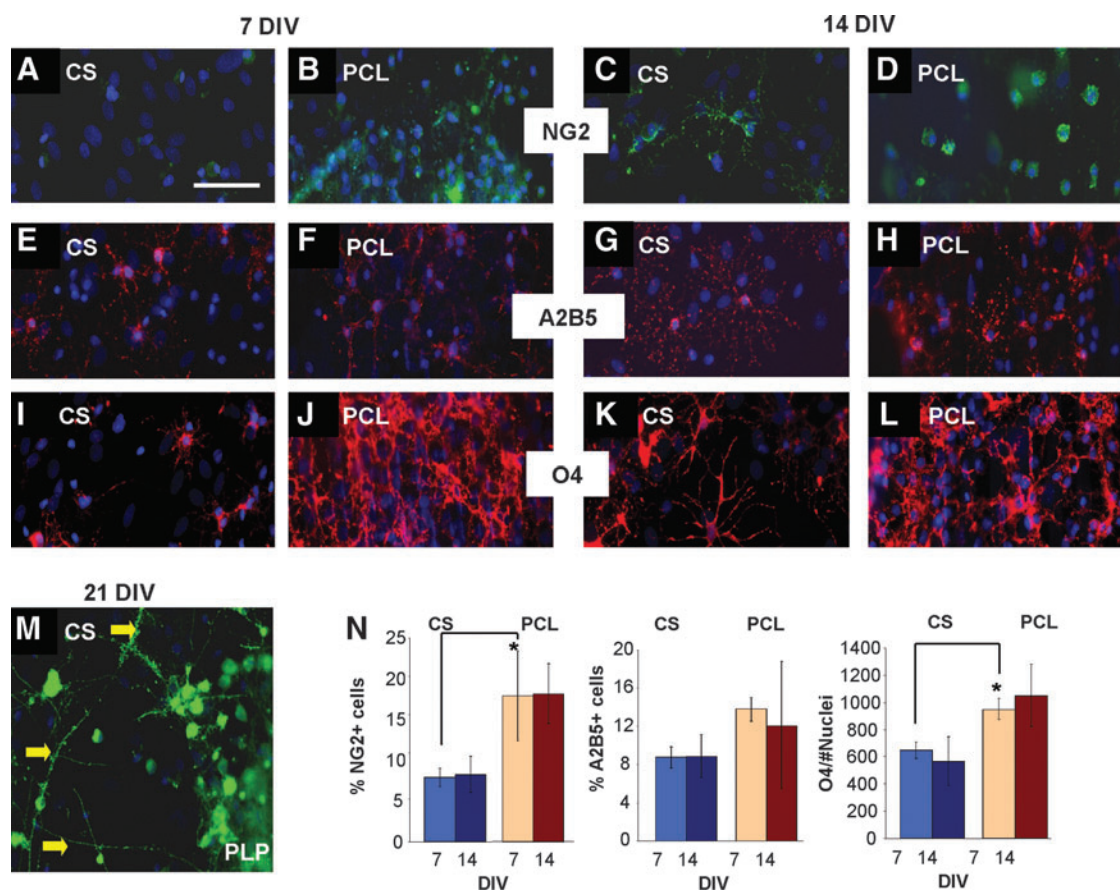 7 DIV 14 DIV
A CS B PCL C CS D PCL
NG2
E CS F PCL G CS H PCL
A2B5
I CS J PCL K CS L PCL
O4
21 DIV
M CS
PLP
N
CS PCL
% NG2+ cells
25
20
15
10
5
0
*
7 14 7 14
DIV
CS PCL
% A2B5+ cells
20
16
12
8
4
0
7 14 7 14
DIV
CS PCL
O4/#Nuclei
1400
1200
1000
800
600
400
200
0
*
7 14 7 14
DIV